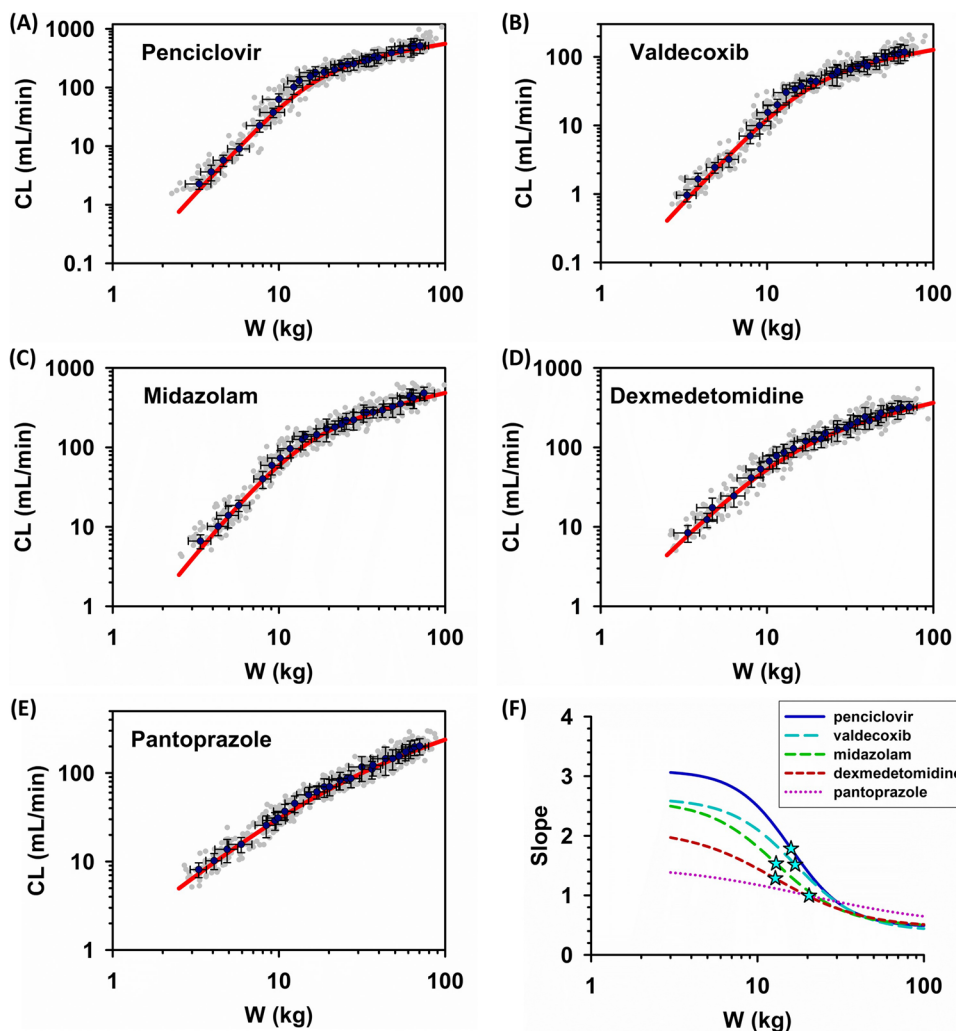 (A)
Penciclovir
CL (mL/min)
1000
100
10
1
0.1
1
10
100
W (kg)
(B)
Valdecoxib
CL (mL/min)
100
10
1
0.1
1
10
100
W (kg)
(C)
Midazolam
CL (mL/min)
1000
100
10
1
1
10
100
W (kg)
(D)
Dexmedetomidine
CL (mL/min)
1000
100
10
1
1
10
100
W (kg)
(E)
Pantoprazole
CL (mL/min)
100
10
1
1
10
100
W (kg)
(F)
penciclovir
valdecoxib
midazolam
dexmedetomidine
pantoprazole
Slope
4
3
2
1
0
1
10
100
W (kg)